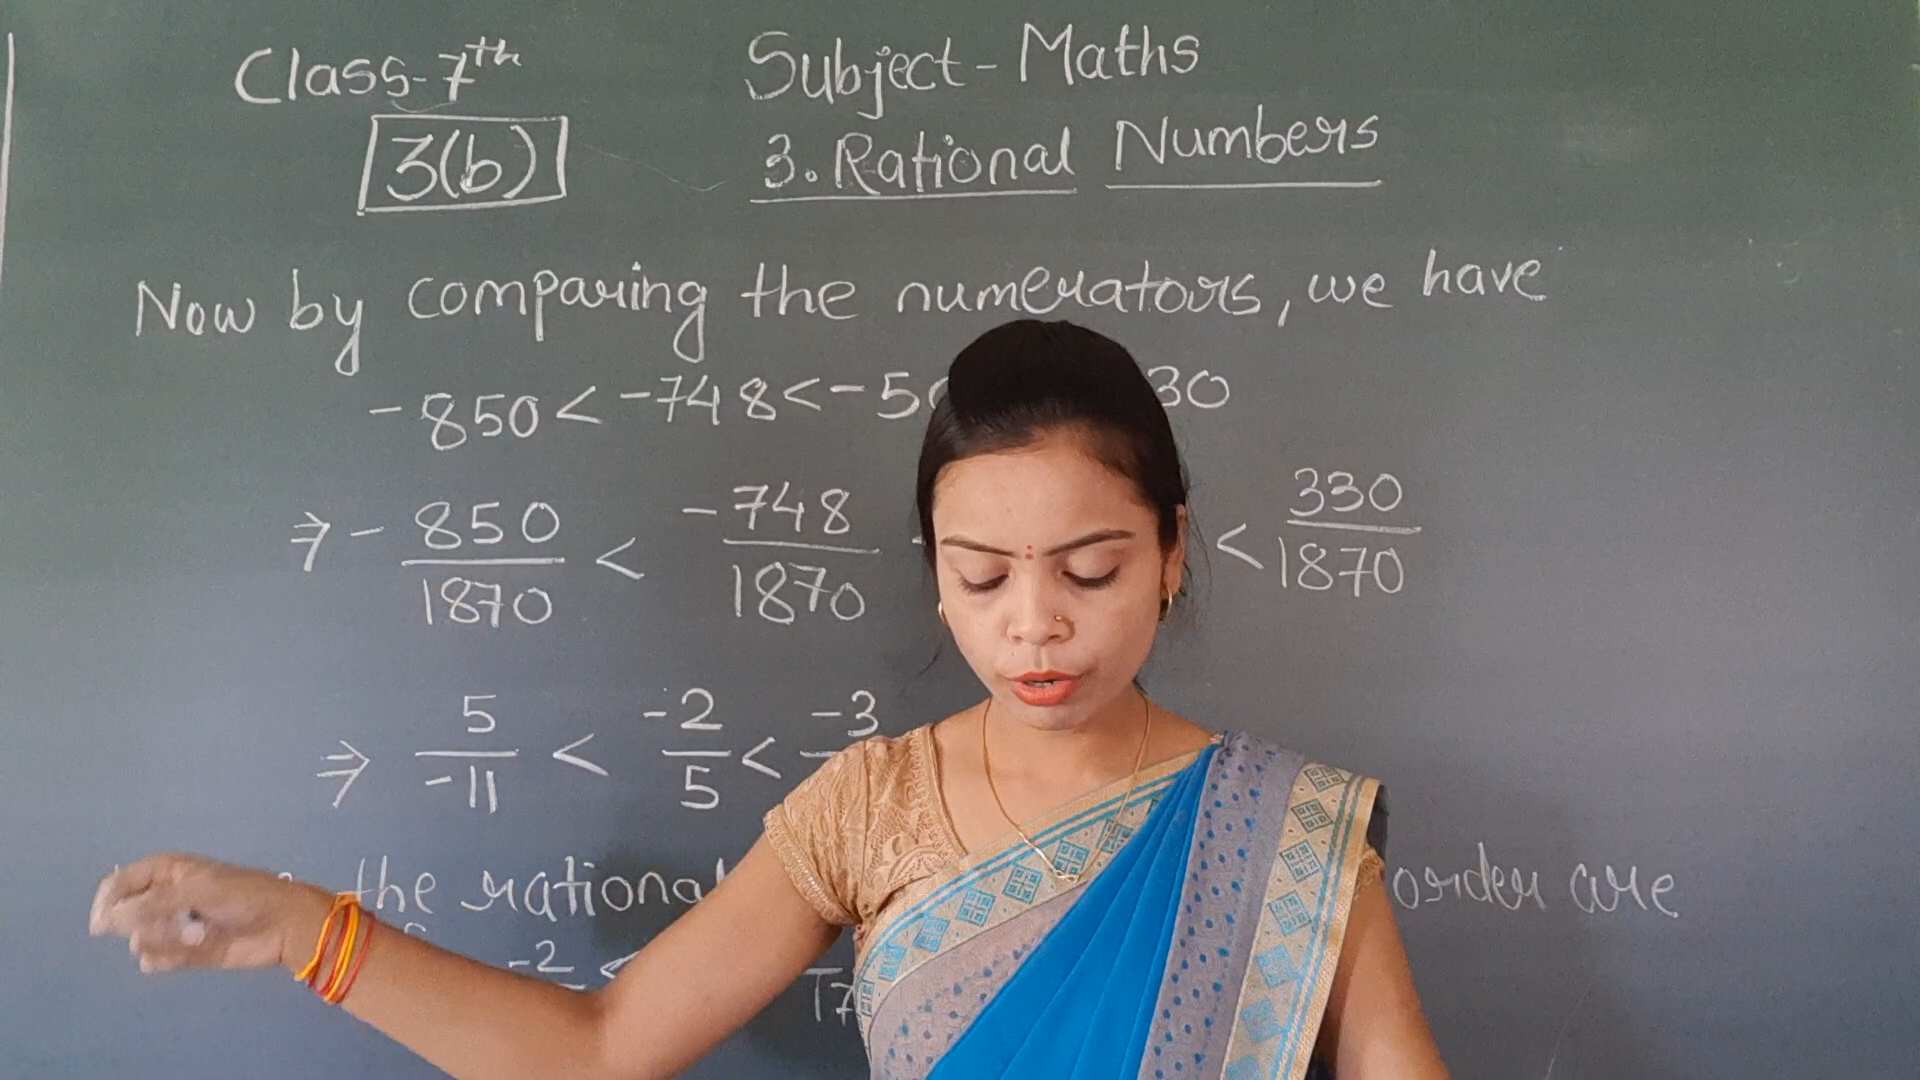 Class-7th Subject-Maths
3(b) 3. Rational Numbers
Now by comparing the numerators, we have
-850 < -748 < -5 30
⇒ -850/1870 < -748/1870 < 330/1870
⇒ 5/-11 < -2/5 < -3
the rational order are
-2 < 17